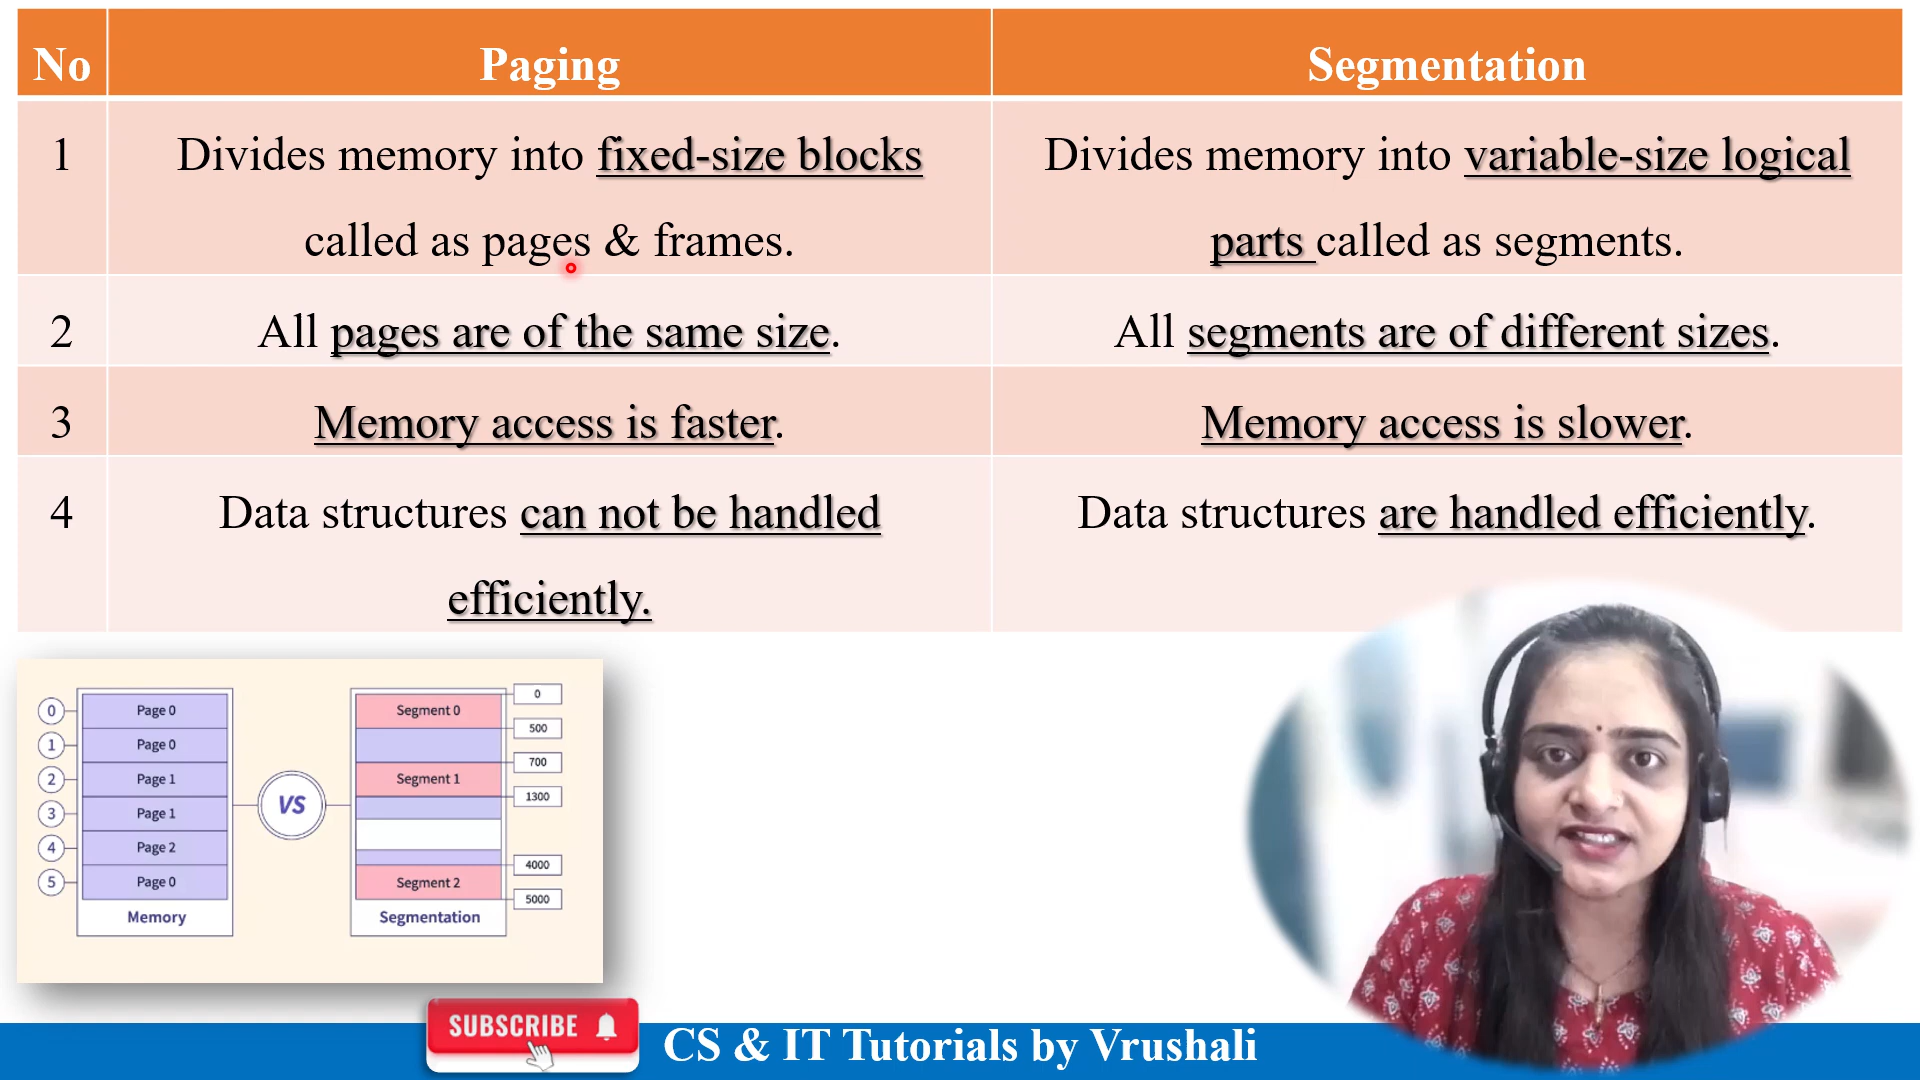 No Paging Segmentation
1 Divides memory into fixed-size blocks Divides memory into variable-size logical
called as pages & frames. parts called as segments.
2 All pages are of the same size. All segments are of different sizes.
3 Memory access is faster. Memory access is slower.
4 Data structures can not be handled Data structures are handled efficiently.
efficiently.
0 Page 0
1 Page 0
2 Page 1
3 Page 1
4 Page 2
5 Page 0
Memory
VS
Segment 0
Segment 1
Segment 2
Segmentation
0
500
700
1300
4000
5000
SUBSCRIBE
CS & IT Tutorials by Vrushali